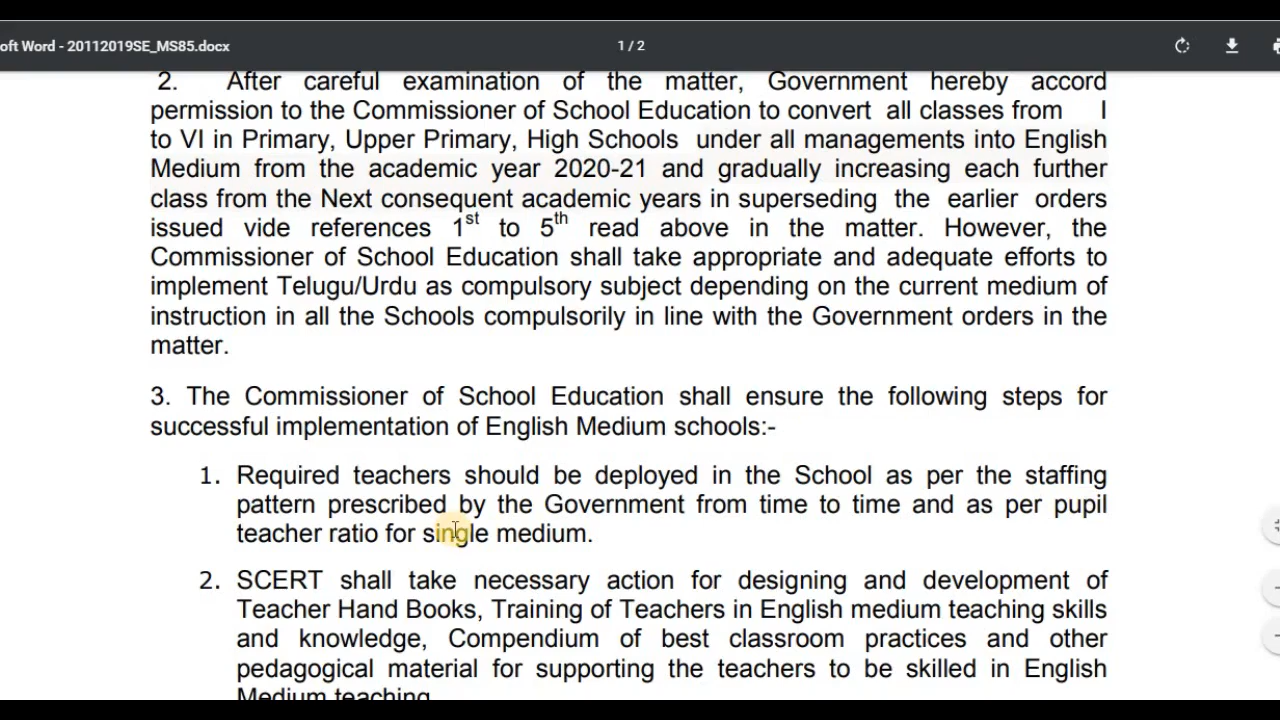 oft Word - 20112019SE_MS85.docx
1 / 2
2. After careful examination of the matter, Government hereby accord
permission to the Commissioner of School Education to convert all classes from I
to VI in Primary, Upper Primary, High Schools under all managements into English
Medium from the academic year 2020-21 and gradually increasing each further
class from the Next consequent academic years in superseding the earlier orders
issued vide references 1st to 5th read above in the matter. However, the
Commissioner of School Education shall take appropriate and adequate efforts to
implement Telugu/Urdu as compulsory subject depending on the current medium of
instruction in all the Schools compulsorily in line with the Government orders in the
matter.
3. The Commissioner of School Education shall ensure the following steps for
successful implementation of English Medium schools:-
1. Required teachers should be deployed in the School as per the staffing
pattern prescribed by the Government from time to time and as per pupil
teacher ratio for single medium.
2. SCERT shall take necessary action for designing and development of
Teacher Hand Books, Training of Teachers in English medium teaching skills
and knowledge, Compendium of best classroom practices and other
pedagogical material for supporting the teachers to be skilled in English
Medium teaching.